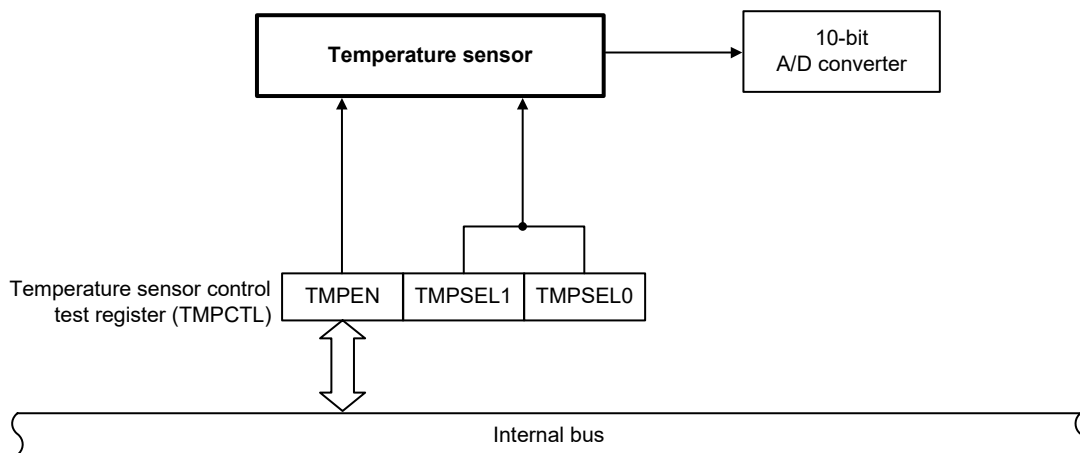 Temperature sensor
10-bit
A/D converter
Temperature sensor control
test register (TMPCTL)
TMPEN
TMPSEL1
TMPSEL0
Internal bus